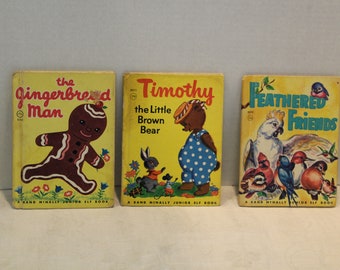 the
Gingerbread
Man
A RAND MCNALLY JUNIOR ELF BOOK
Timothy
the Little
Brown
Bear
A RAND MCNALLY JUNIOR ELF BOOK
FEATHERED
FRIENDS
A RAND MCNALLY JUNIOR ELF BOOK